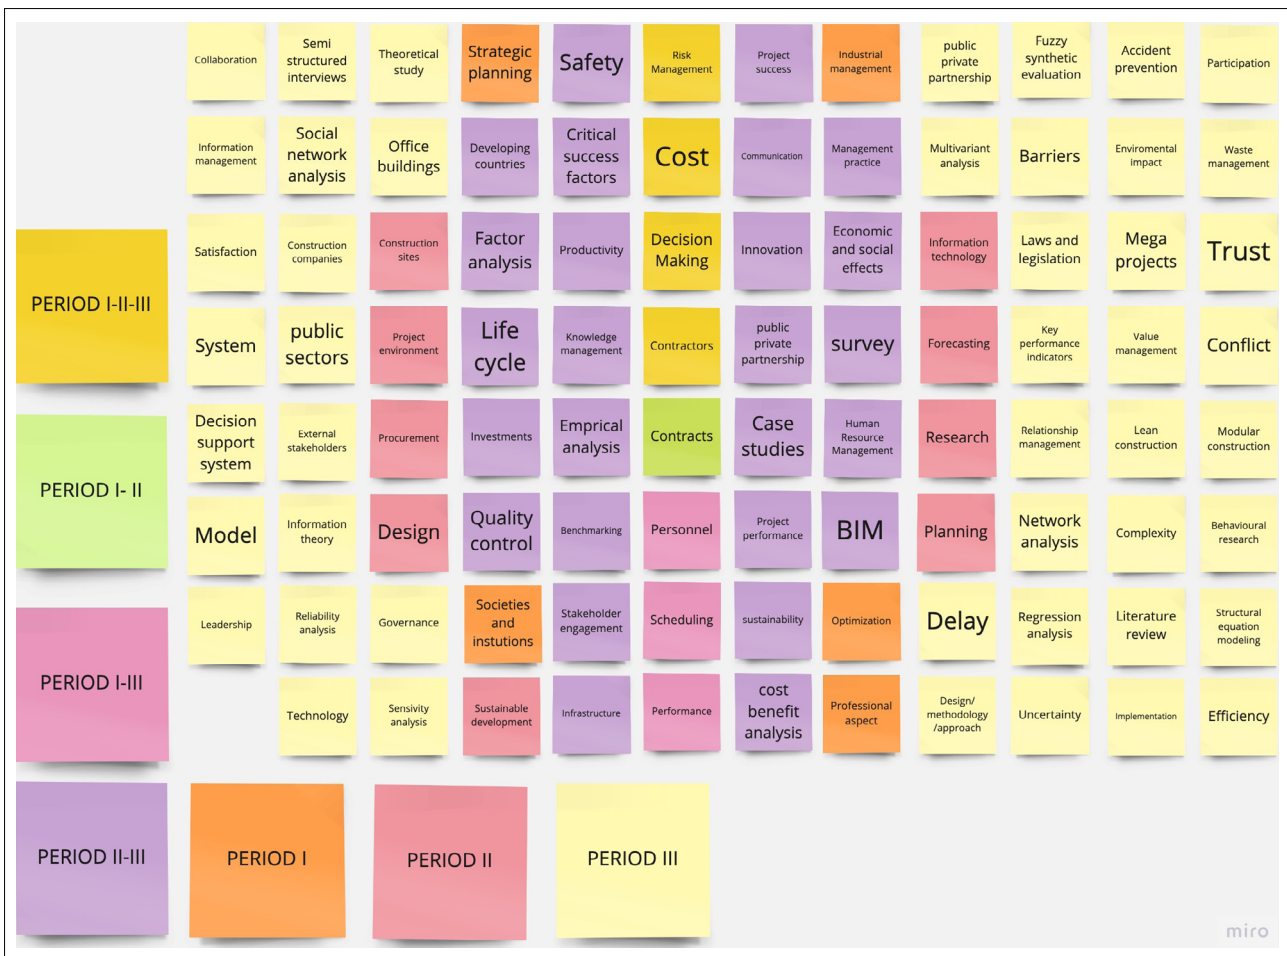 Collaboration
Semi
structured
interviews
Theoretical
study
Strategic
planning
Safety
Risk
Management
Project
success
Industrial
management
public
private
partnership
Fuzzy
synthetic
evaluation
Accident
prevention
Participation
Information
management
Social
network
analysis
Office
buildings
Developing
countries
Critical
success
factors
Cost
Communication
Management
practice
Multivariant
analysis
Barriers
Enviromental
impact
Waste
management
Satisfaction
Construction
companies
Construction
sites
Factor
analysis
Productivity
Decision
Making
Innovation
Economic
and social
effects
Information
technology
Laws and
legislation
Mega
projects
Trust
PERIOD I-II-III
System
public
sectors
Project
environment
Life
cycle
Knowledge
management
Contractors
public
private
partnership
survey
Forecasting
Key
performance
indicators
Value
management
Conflict
Decision
support
system
External
stakeholders
Procurement
Investments
Emprical
analysis
Contracts
Case
studies
Human
Resource
Management
Research
Relationship
management
Lean
construction
Modular
construction
PERIOD I- II
Model
Information
theory
Design
Quality
control
Benchmarking
Personnel
Project
performance
BIM
Planning
Network
analysis
Complexity
Behavioural
research
Leadership
Reliability
analysis
Governance
Societies
and
instutions
Stakeholder
engagement
Scheduling
sustainability
Optimization
Delay
Regression
analysis
Literature
review
Structural
equation
modeling
PERIOD I-III
Technology
Sensivity
analysis
Sustainable
development
Infrastructure
Performance
cost
benefit
analysis
Professional
aspect
Design/
methodology
/approach
Uncertainty
Implementation
Efficiency
PERIOD II-III
PERIOD I
PERIOD II
PERIOD III
miro